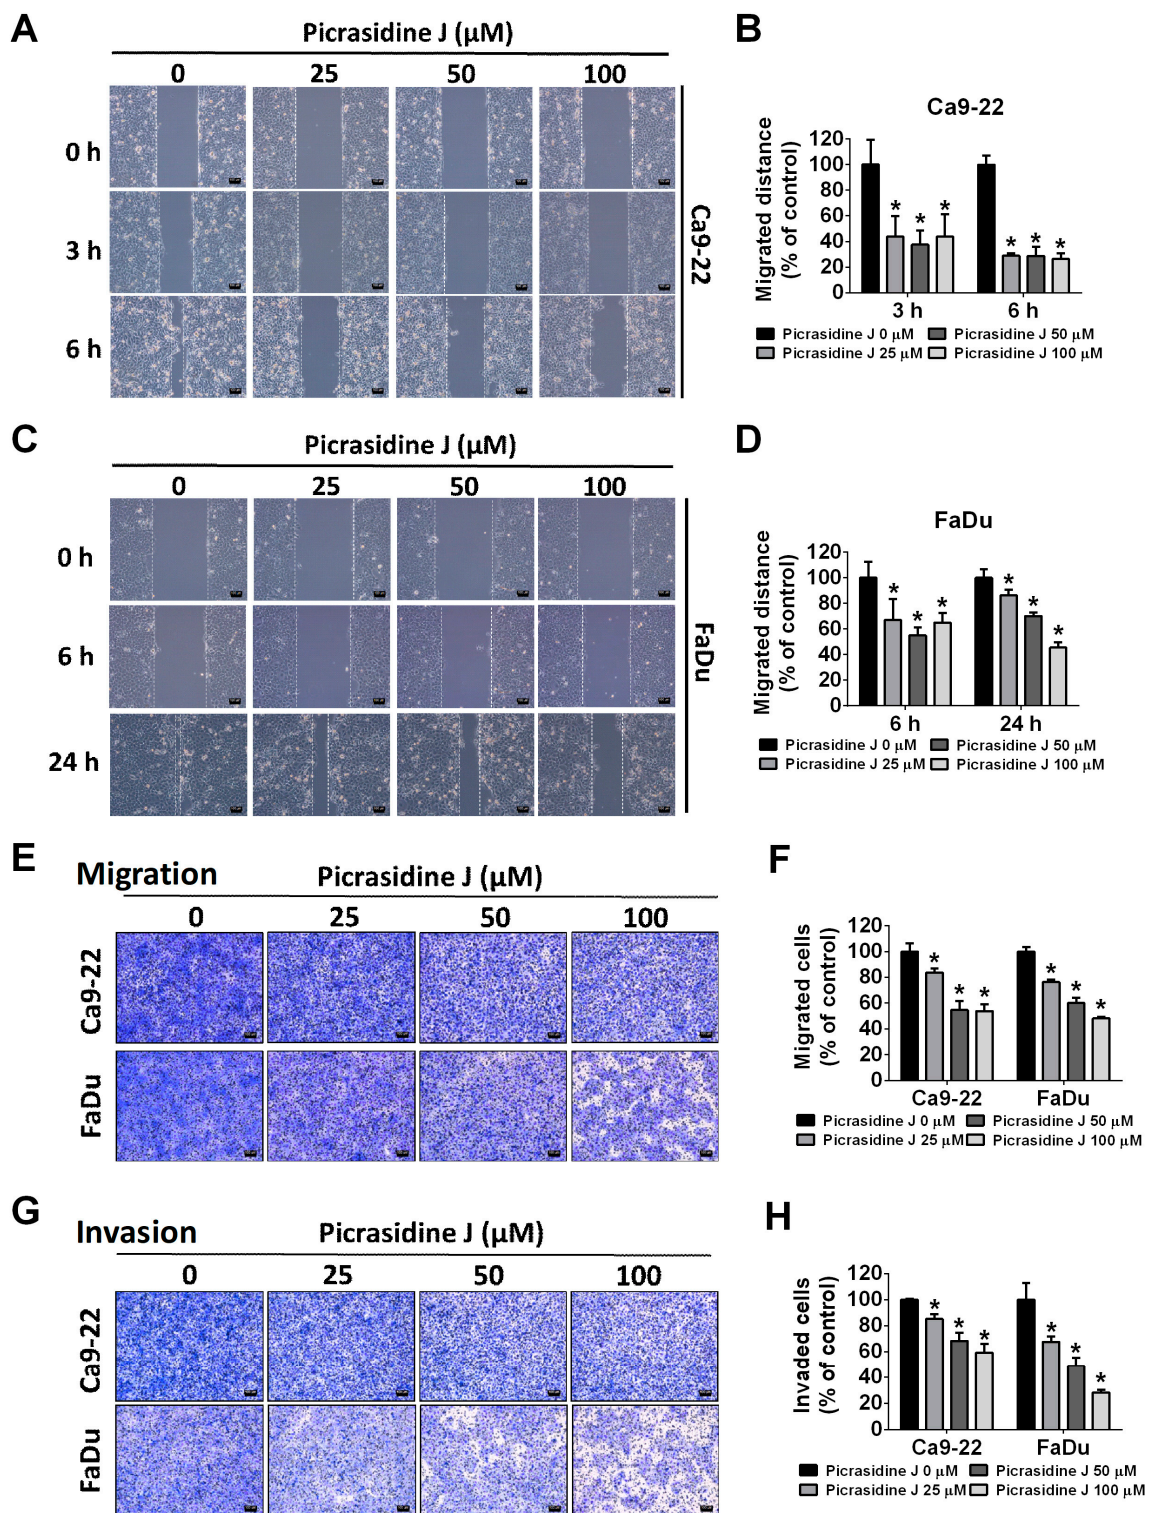 A
Picrasidine J (μM)
0 25 50 100
0 h
3 h
6 h
Ca9-22
B
Ca9-22
Migrated distance
(% of control)
120
100
80
60
40
20
0
* * * * * *
3 h 6 h
Picrasidine J 0 μM Picrasidine J 50 μM
Picrasidine J 25 μM Picrasidine J 100 μM
C
Picrasidine J (μM)
0 25 50 100
0 h
6 h
24 h
FaDu
D
FaDu
Migrated distance
(% of control)
120
100
80
60
40
20
0
* * * * * *
6 h 24 h
Picrasidine J 0 μM Picrasidine J 50 μM
Picrasidine J 25 μM Picrasidine J 100 μM
E
Migration
Picrasidine J (μM)
0 25 50 100
Ca9-22
FaDu
F
Migrated cells
(% of control)
120
100
80
60
40
20
0
* * * * * *
Ca9-22 FaDu
Picrasidine J 0 μM Picrasidine J 50 μM
Picrasidine J 25 μM Picrasidine J 100 μM
G
Invasion
Picrasidine J (μM)
0 25 50 100
Ca9-22
FaDu
H
Invaded cells
(% of control)
120
100
80
60
40
20
0
* * * * * *
Ca9-22 FaDu
Picrasidine J 0 μM Picrasidine J 50 μM
Picrasidine J 25 μM Picrasidine J 100 μM